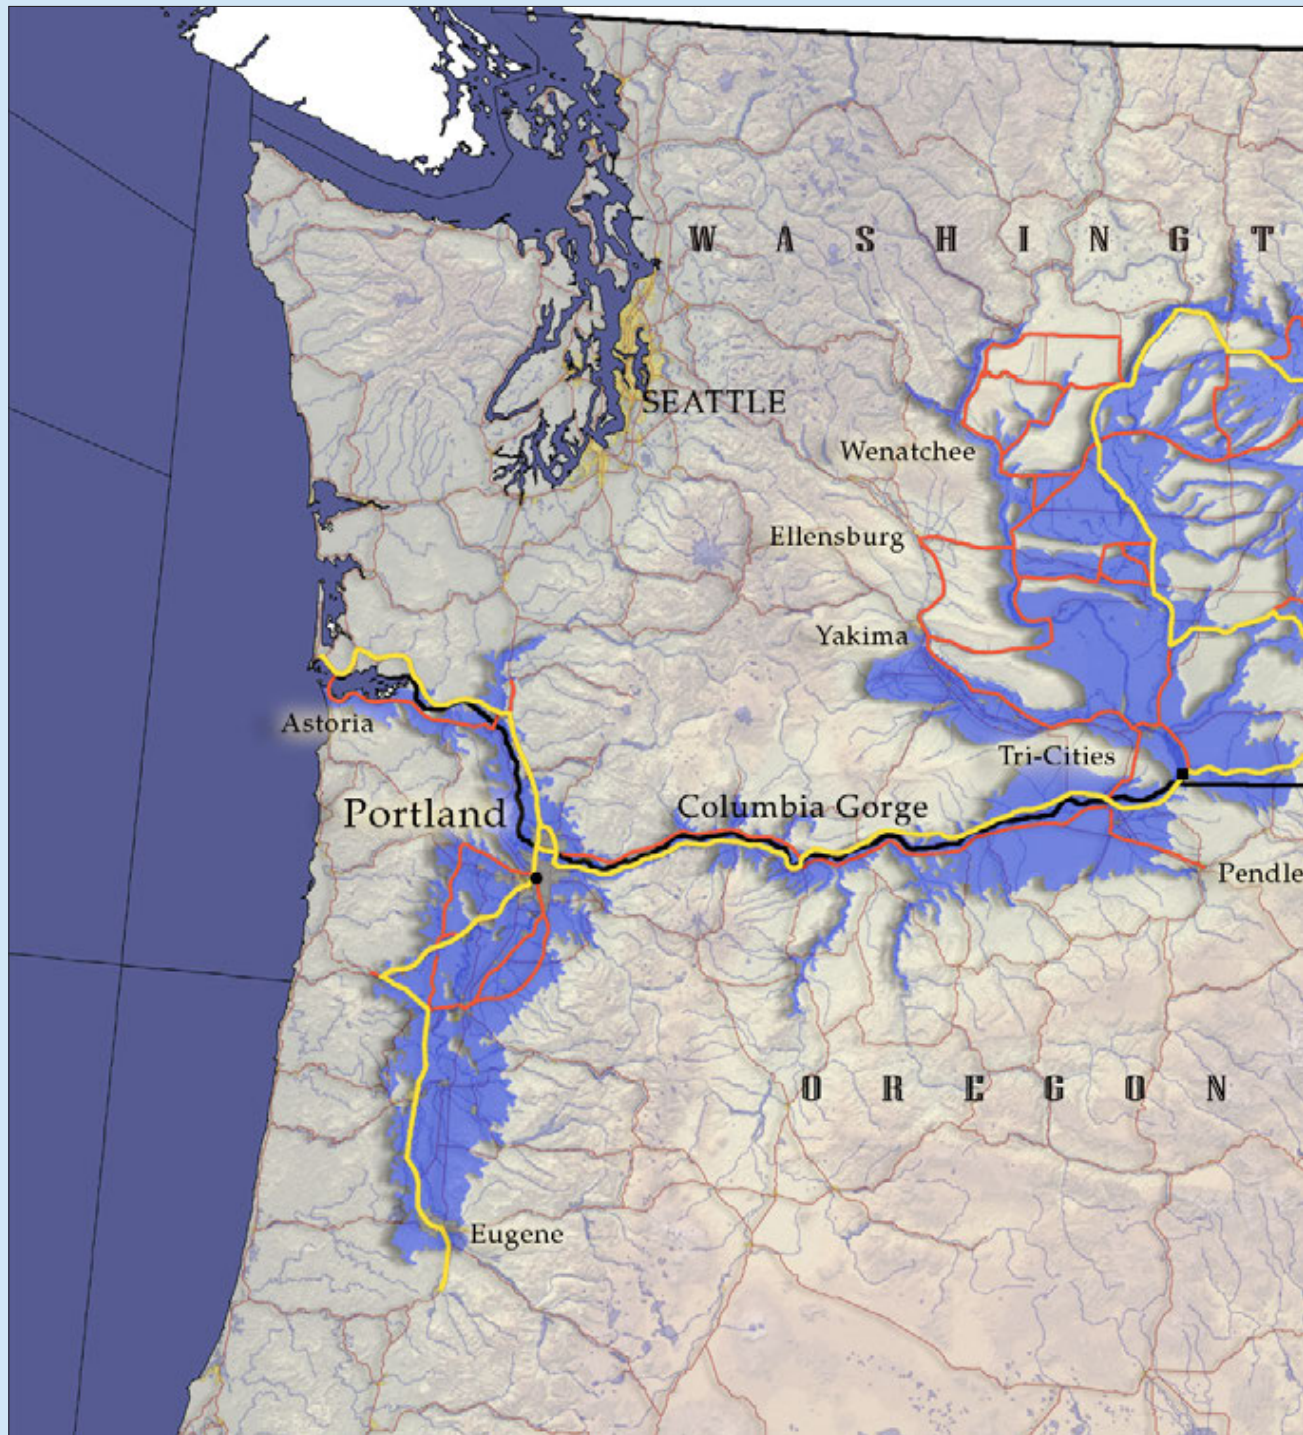 W A S H I N G T
SEATTLE
Wenatchee
Ellensburg
Yakima
Astoria
Tri-Cities
Portland
Columbia Gorge
Pendle
O R E G O N
Eugene